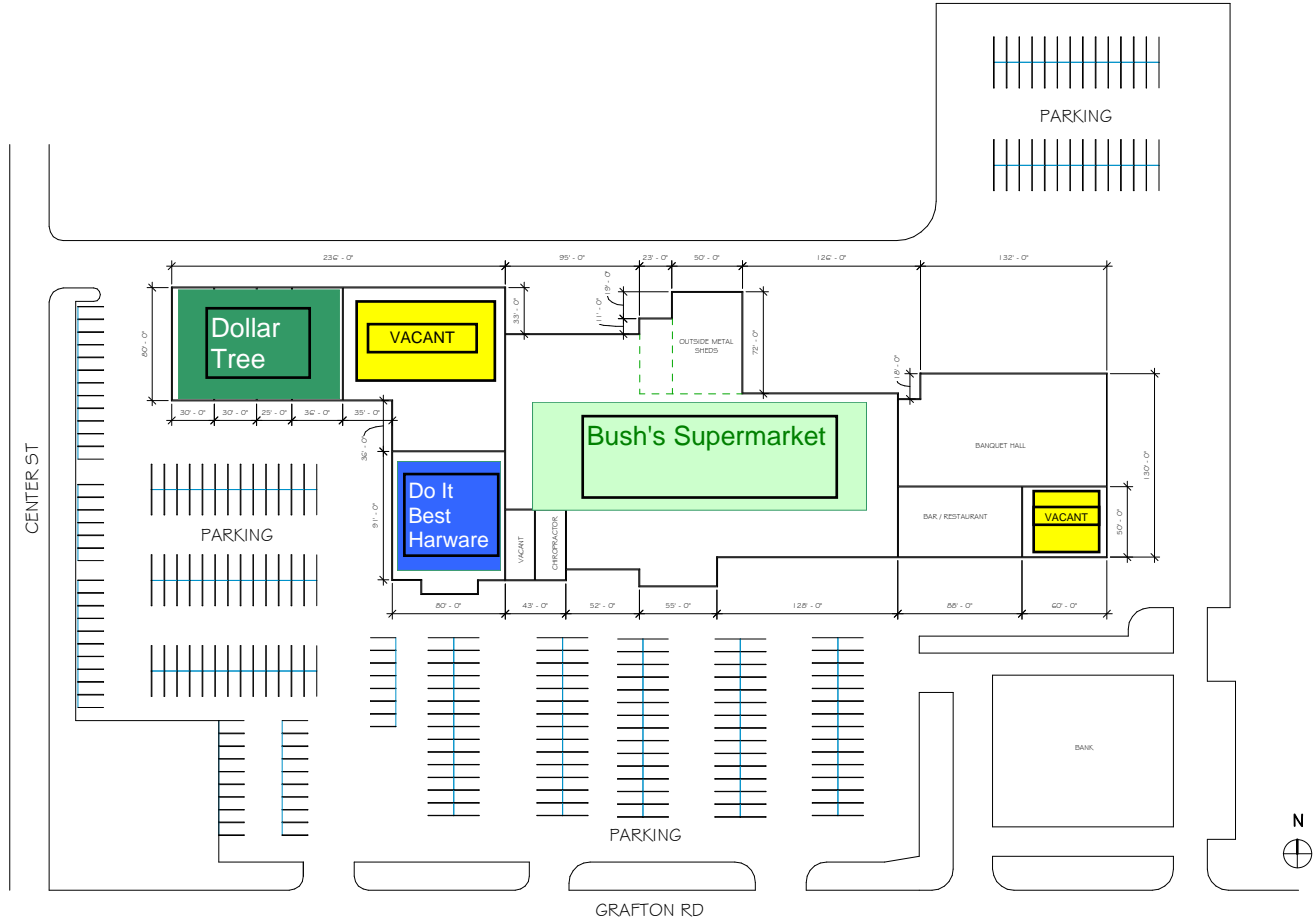 PARKING
236' - 0"
95' - 0"
23' - 0"
50' - 0"
126' - 0"
132' - 0"
19' - 0"
11' - 0"
33' - 0"
80' - 0"
Dollar
Tree
VACANT
OUTSIDE METAL
SHEDS
72' - 0"
18' - 0"
30' - 0"
30' - 0"
25' - 0"
36' - 0"
35' - 0"
36' - 0"
Bush's Supermarket
BANQUET HALL
130' - 0"
CENTER ST
PARKING
91' - 0"
Do It
Best
Harware
VACANT
CHIROPRACTOR
BAR / RESTAURANT
VACANT
50' - 0"
80' - 0"
43' - 0"
52' - 0"
55' - 0"
128' - 0"
88' - 0"
60' - 0"
BANK
PARKING
N
GRAFTON RD